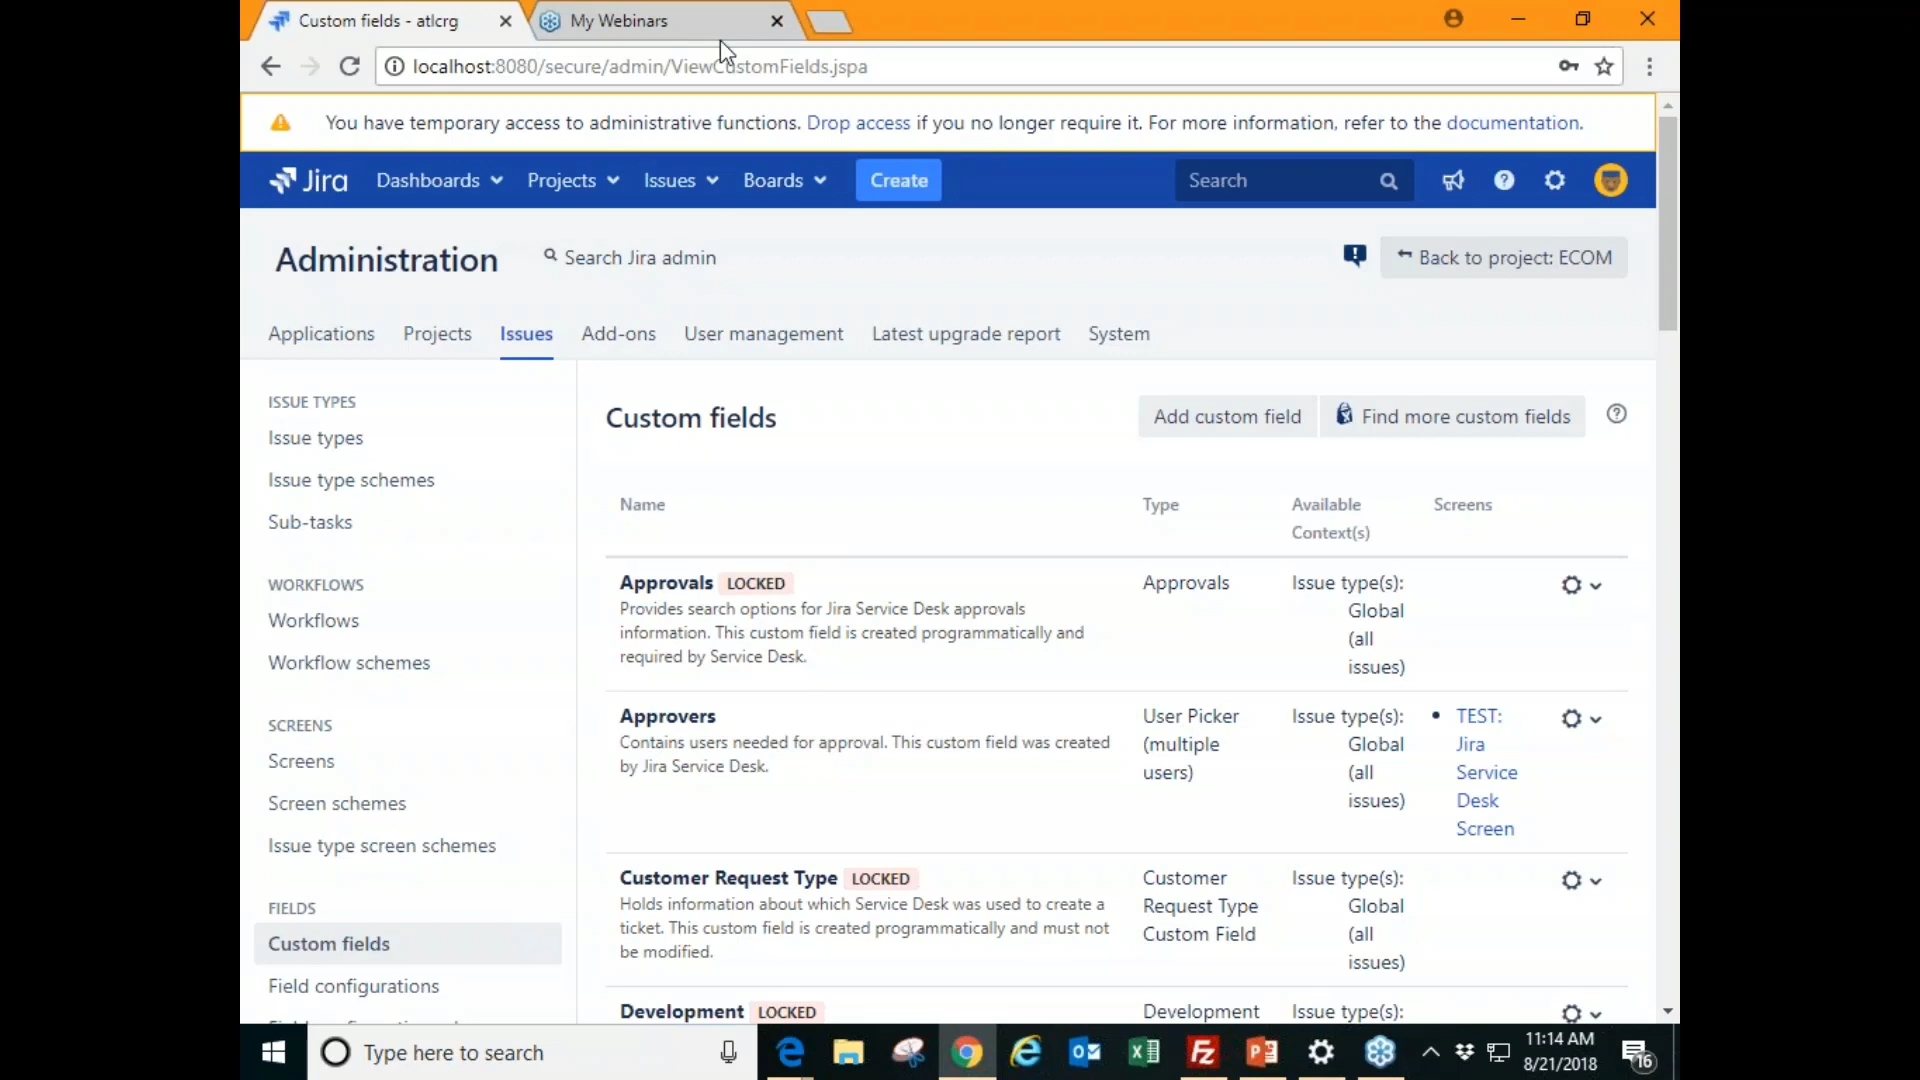 Custom fields - atlcrg
My Webinars
localhost:8080/secure/admin/ViewCustomFields.jspa
You have temporary access to administrative functions. Drop access if you no longer require it. For more information, refer to the documentation.
Jira
Dashboards
Projects
Issues
Boards
Create
Search
Administration
Search Jira admin
Back to project: ECOM
Applications
Projects
Issues
Add-ons
User management
Latest upgrade report
System
ISSUE TYPES
Issue types
Issue type schemes
Sub-tasks
WORKFLOWS
Workflows
Workflow schemes
SCREENS
Screens
Screen schemes
Issue type screen schemes
FIELDS
Custom fields
Field configurations
Custom fields
Add custom field
Find more custom fields
Name
Type
Available
Context(s)
Screens
Approvals LOCKED
Provides search options for Jira Service Desk approvals
information. This custom field is created programmatically and
required by Service Desk.
Approvals
Issue type(s):
Global
(all
issues)
Approvers
Contains users needed for approval. This custom field was created
by Jira Service Desk.
User Picker
(multiple
users)
Issue type(s):
Global
(all
issues)
TEST:
Jira
Service
Desk
Screen
Customer Request Type LOCKED
Holds information about which Service Desk was used to create a
ticket. This custom field is created programmatically and must not
be modified.
Customer
Request Type
Custom Field
Issue type(s):
Global
(all
issues)
Development LOCKED
Development
Issue type(s):
Type here to search
11:14 AM
8/21/2018
16